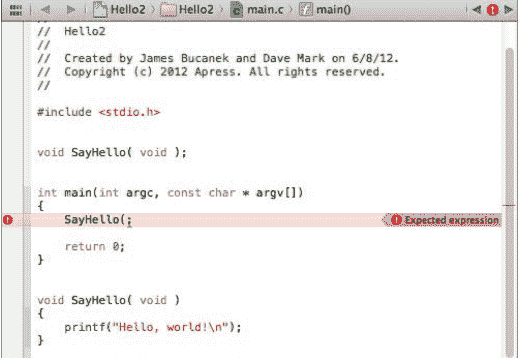 Hello2 Hello2 main.c main()
// Hello2
//
// Created by James Bucanek and Dave Mark on 6/8/12.
// Copyright (c) 2012 Apress. All rights reserved.
//
#include <stdio.h>
void SayHello( void );
int main(int argc, const char * argv[])
{
SayHello(; Expected expression
return 0;
}
void SayHello( void )
{
printf("Hello, world!\n");
}